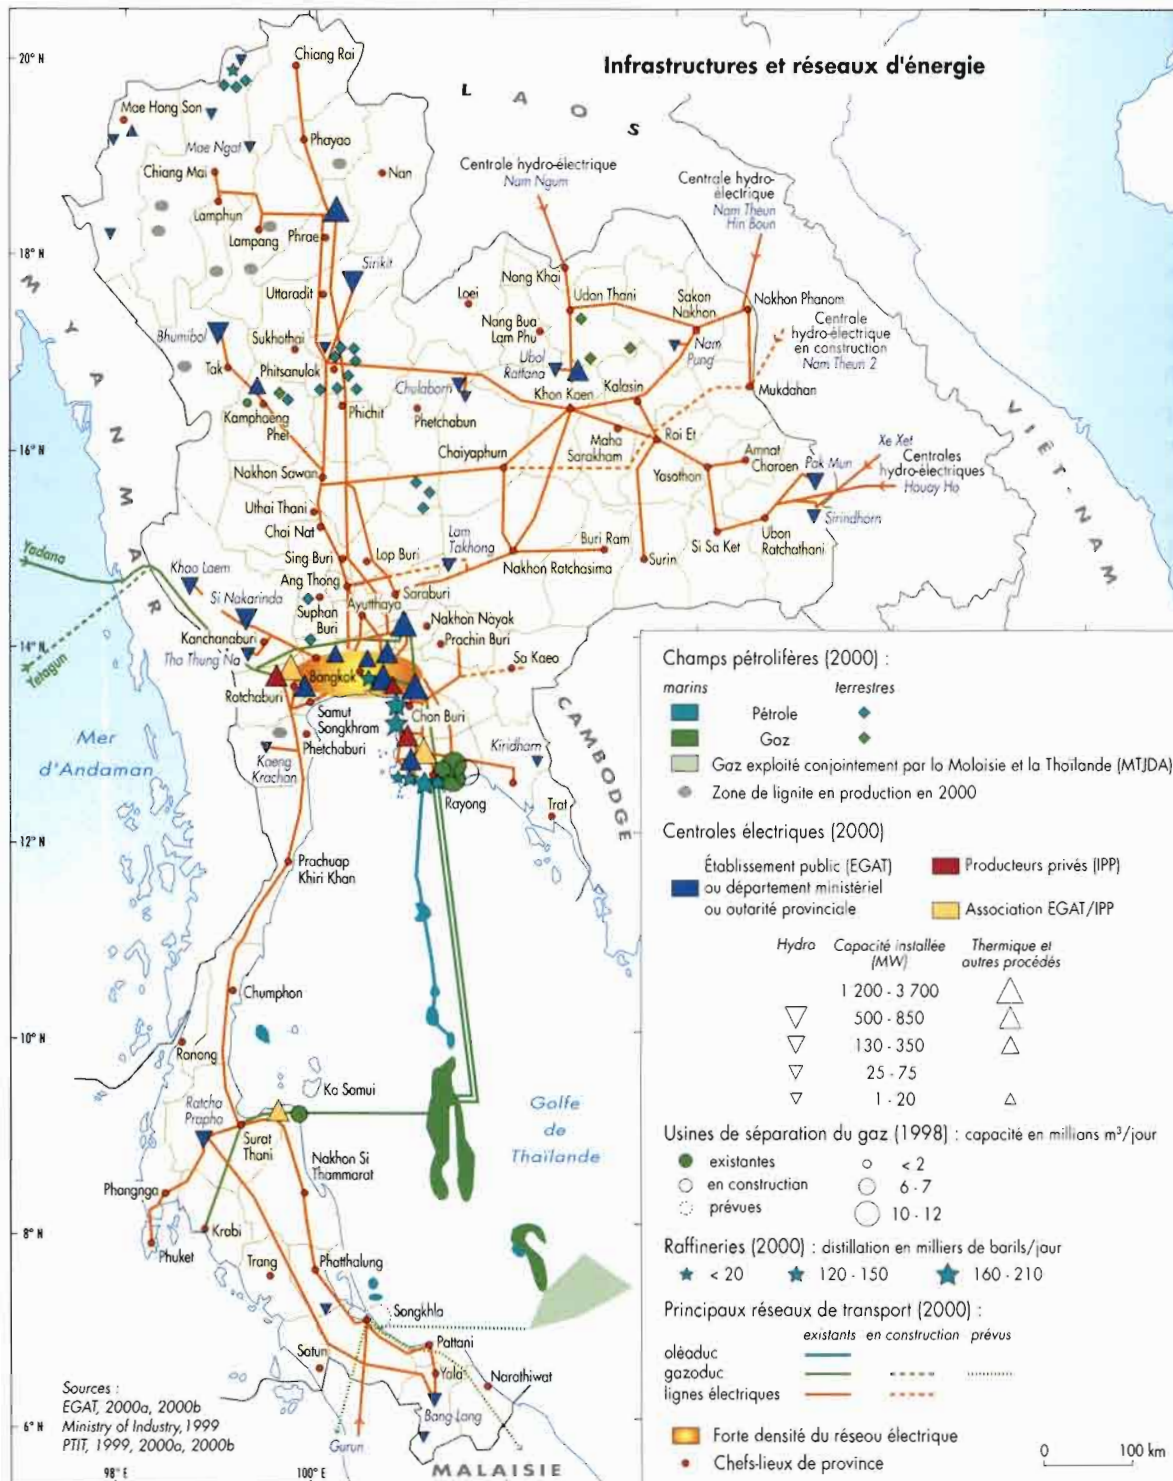 Infrastructures et réseaux d'énergie
20° N
18° N
16° N
14° N
12° N
10° N
8° N
6° N
98° E
100° E
L A O S
M Y A N M A R
VIÊT-NAM
CAMBODGE
MALAISIE
Mer
d'Andaman
Golfe
de
Thaïlande
Chiang Rai
Mae Hong Son
Phayao
Mae Ngat
Chiang Mai
Nan
Lamphun
Lampang
Phrae
Sirikit
Uttaradit
Bhumibol
Sukhothai
Tak
Phitsanulok
Kamphaeng
Phet
Phichit
Chulaborn
Phetchabun
Centrale hydro-électrique
Nam Ngum
Centrale hydro-
électrique
Nam Theun
Hin Boun
Nong Khai
Loei
Udan Thani
Sakon
Nakhon
Nakhon Phanom
Nong Bua
Lam Phu
Centrale
hydro-électrique
en construction
Nam Theun 2
Ubol
Rattana
Nam
Pung
Mukdahan
Khon Kaen
Kalasin
Chaiyaphum
Maha
Sarakham
Roi Et
Yasothon
Amnat
Charoen
Pak Mun
Xe Xet
Centrales
hydro-électriques
Houay Ho
Sirindhorn
Ubon
Ratchathani
Si Sa Ket
Surin
Buri Ram
Nakhon Ratchasima
Nakhon Sawan
Uthai Thani
Chai Nat
Sing Buri
Lop Buri
Lam
Takhong
Ang Thong
Saraburi
Suphan
Buri
Ayutthaya
Nakhon Nayak
Prachin Buri
Sa Kaeo
Yadana
Yetagun
Khao Laem
Si Nakarinda
Kanchanaburi
Tha Thung Na
Bangkok
Ratchaburi
Samut
Songkhram
Chon Buri
Phetchaburi
Kaeng
Krachan
Kiridharn
Rayong
Trat
Prachuap
Khiri Khan
Chumphon
Ranong
Ko Samui
Ratcha
Prapha
Surat
Thani
Nakhon Si
Thammarat
Phangnga
Krabi
Phuket
Trang
Phatthalung
Songkhla
Satun
Pattani
Yala
Narathiwat
Bang Lang
Gurun
Sources :
EGAT, 2000a, 2000b
Ministry of Industry, 1999
PTIT, 1999, 2000a, 2000b
Champs pétrolifères (2000) :
marins terrestres
Pétrole
Gaz
Gaz exploité conjointement par la Malaisie et la Thaïlande (MTJDA)
Zone de lignite en production en 2000
Centrales électriques (2000)
Établissement public (EGAT)
ou département ministériel
ou autorité provinciale
Producteurs privés (IPP)
Association EGAT/IPP
Hydro Capacité installée Thermique et
(MW) autres procédés
1 200 - 3 700
500 - 850
130 - 350
25 - 75
1 - 20
Usines de séparation du gaz (1998) : capacité en millions m³/jour
existantes < 2
en construction 6 - 7
prévues 10 - 12
Raffineries (2000) : distillation en milliers de barils/jour
< 20 120 - 150 160 - 210
Principaux réseaux de transport (2000) :
existants en construction prévus
oléoduc
gazoduc
lignes électriques
Forte densité du réseau électrique
Chefs-lieux de province
0 100 km